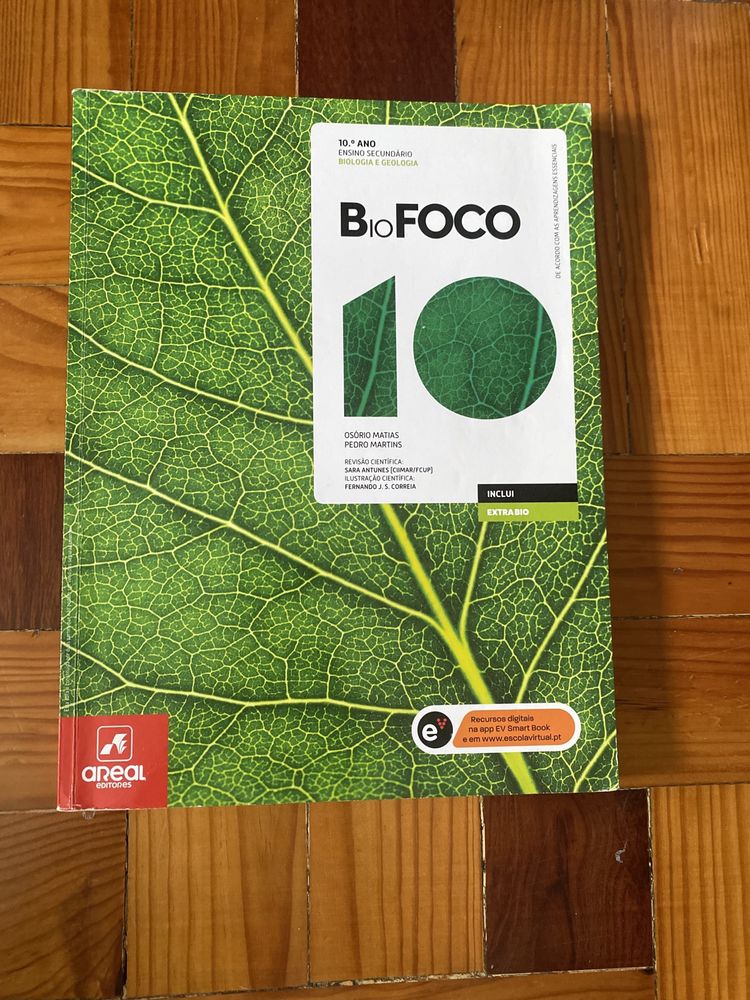 10.º ANO
ENSINO SECUNDÁRIO
BIOLOGIA E GEOLOGIA
DE ACORDO COM AS APRENDIZAGENS ESSENCIAIS
BIOFOCO
10
OSÓRIO MATIAS
PEDRO MARTINS
REVISÃO CIENTÍFICA:
SARA ANTUNES [CIIMAR/FCUP]
ILUSTRAÇÃO CIENTÍFICA:
FERNANDO J. S. CORREIA
INCLUI
EXTRA BIO
e
Recursos digitais
na app EV Smart Book
e em www.escolavirtual.pt
AREAL
EDITORES